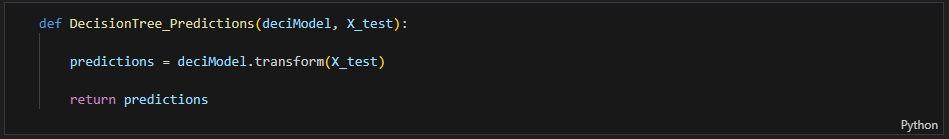 def DecisionTree_Predictions(deciModel, X_test):
predictions = deciModel.transform(X_test)
return predictions
Python